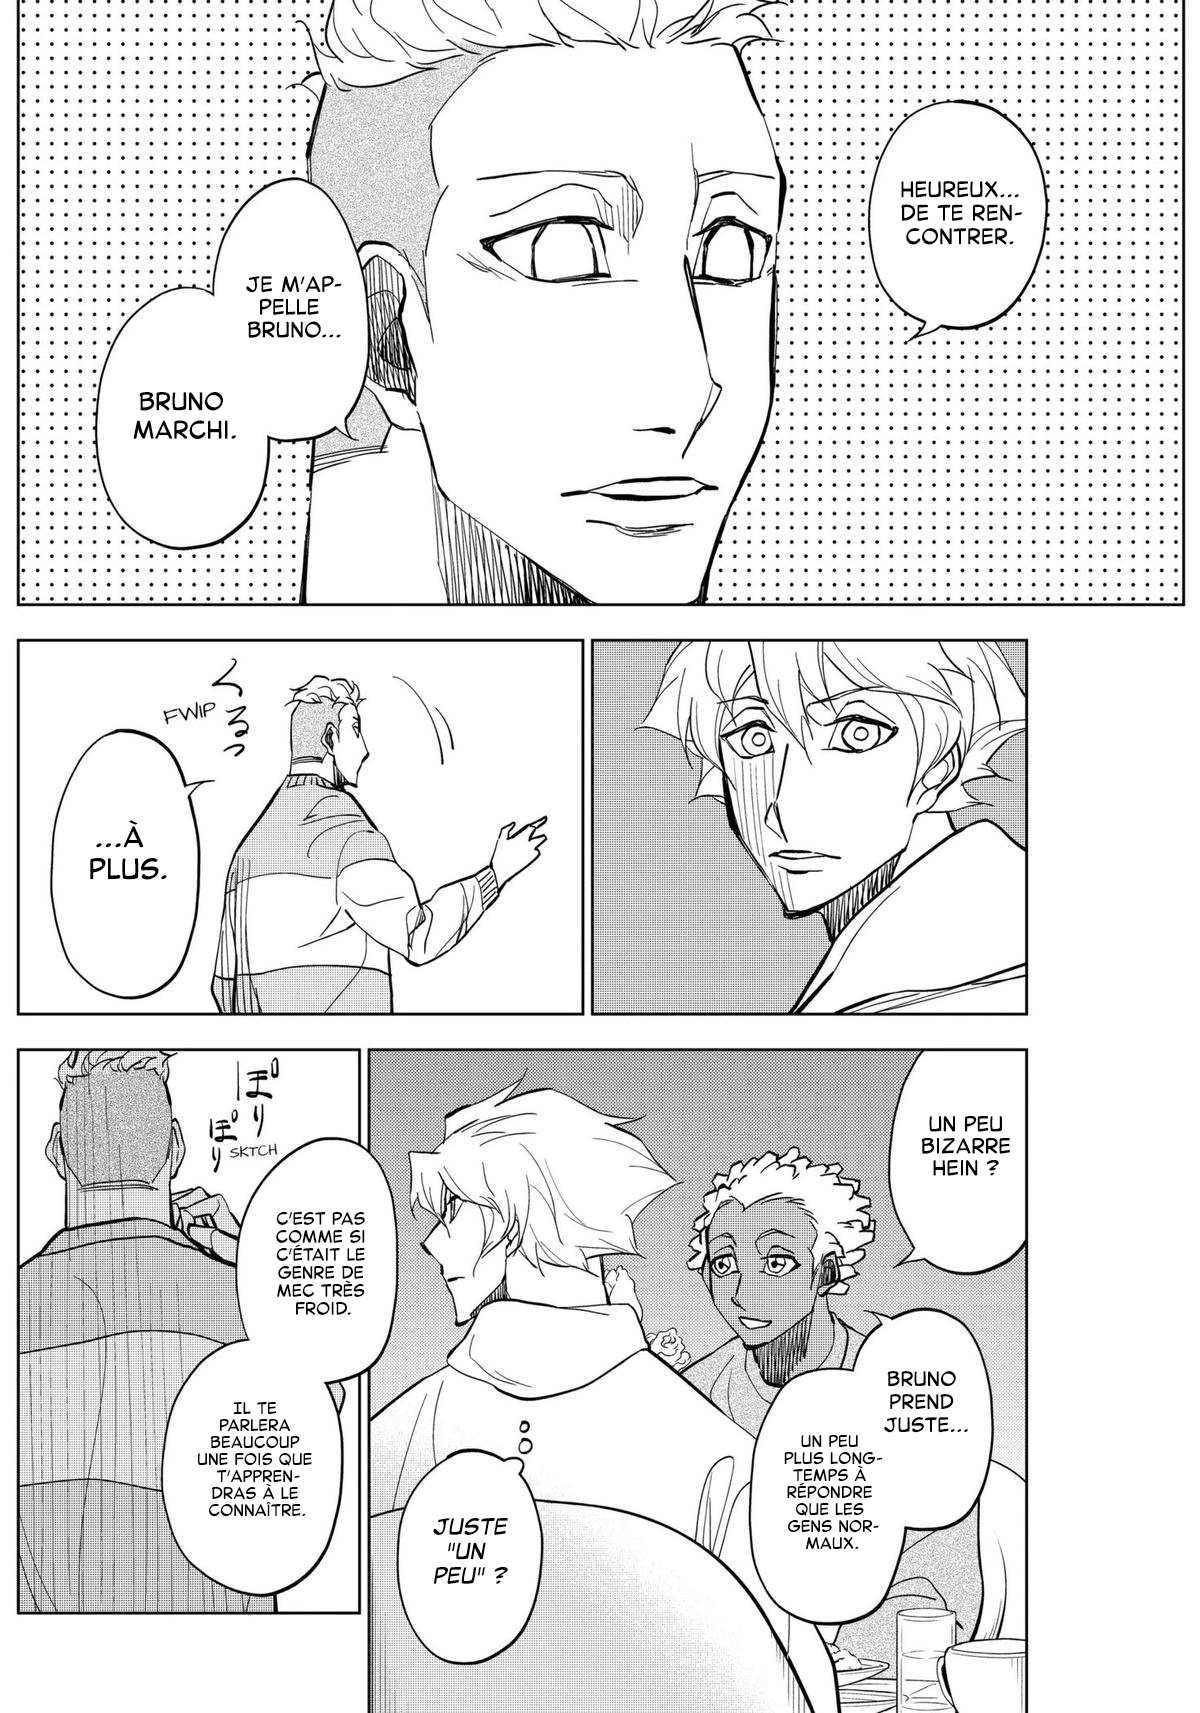 HEUREUX...
DE TE REN-
CONTRER.
JE M'AP-
PELLE
BRUNO...
BRUNO
MARCHI.
くるっ
FWIP
...À
PLUS.
UN PEU
BIZARRE
HEIN ?
BRUNO
PREND
JUSTE...
UN PEU
PLUS LONG-
TEMPS À
RÉPONDRE
QUE LES
GENS NOR-
MAUX.
JUSTE
"UN
PEU" ?
ぽり
ぽり
SKTCH
C'EST PAS
COMME SI
C'ÉTAIT LE
GENRE DE
MEC TRÈS
FROID.
IL TE
PARLERA
BEAUCOUP
UNE FOIS QUE
T'APPREN-
DRAS À LE
CONNAÎTRE.